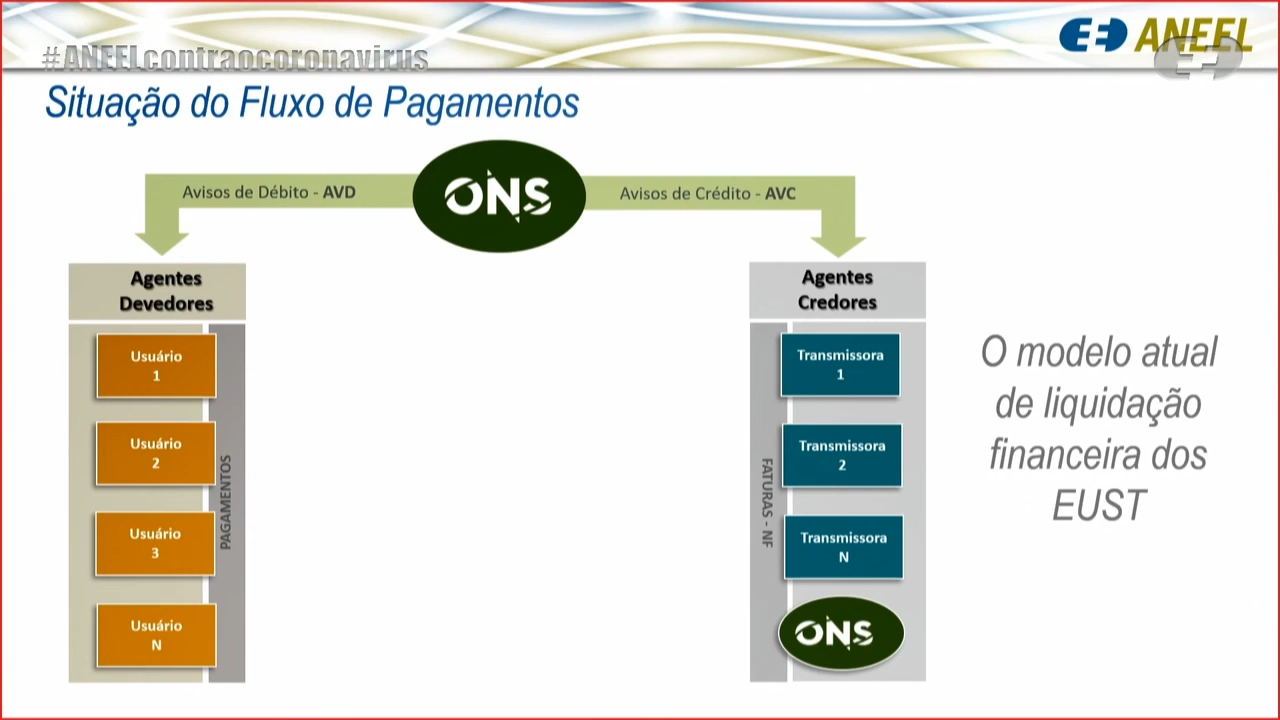 #ANEELcontraocoronavirus
ANEEL
Situação do Fluxo de Pagamentos
Avisos de Débito - AVD
ONS
Avisos de Crédito - AVC
Agentes
Devedores
Usuário
1
Usuário
2
Usuário
3
Usuário
N
PAGAMENTOS
Agentes
Credores
FATURAS - NF
Transmissora
1
Transmissora
2
Transmissora
N
ONS
O modelo atual
de liquidação
financeira dos
EUST